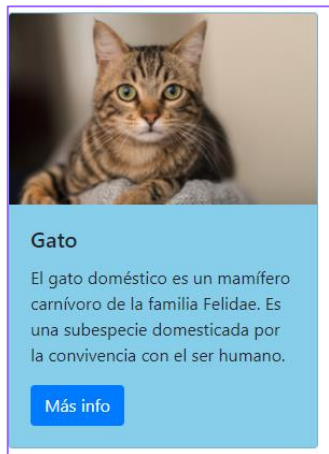 Gato
El gato doméstico es un mamífero
carnívoro de la familia Felidae. Es
una subespecie domesticada por
la convivencia con el ser humano.
Más info